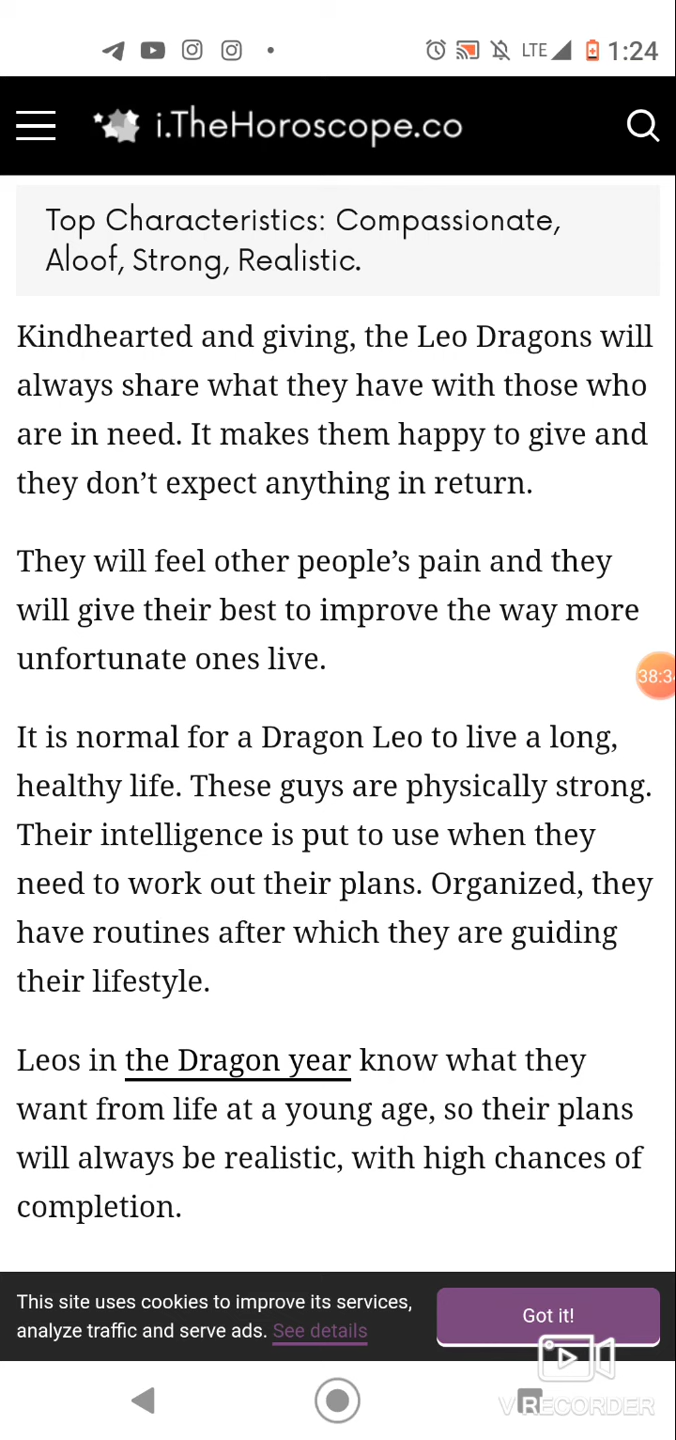 LTE 1:24
i.TheHoroscope.co
Top Characteristics: Compassionate,
Aloof, Strong, Realistic.
Kindhearted and giving, the Leo Dragons will
always share what they have with those who
are in need. It makes them happy to give and
they don’t expect anything in return.
They will feel other people’s pain and they
will give their best to improve the way more
unfortunate ones live.
38:3
It is normal for a Dragon Leo to live a long,
healthy life. These guys are physically strong.
Their intelligence is put to use when they
need to work out their plans. Organized, they
have routines after which they are guiding
their lifestyle.
Leos in the Dragon year know what they
want from life at a young age, so their plans
will always be realistic, with high chances of
completion.
This site uses cookies to improve its services,
analyze traffic and serve ads. See details
Got it!
V RECORDER